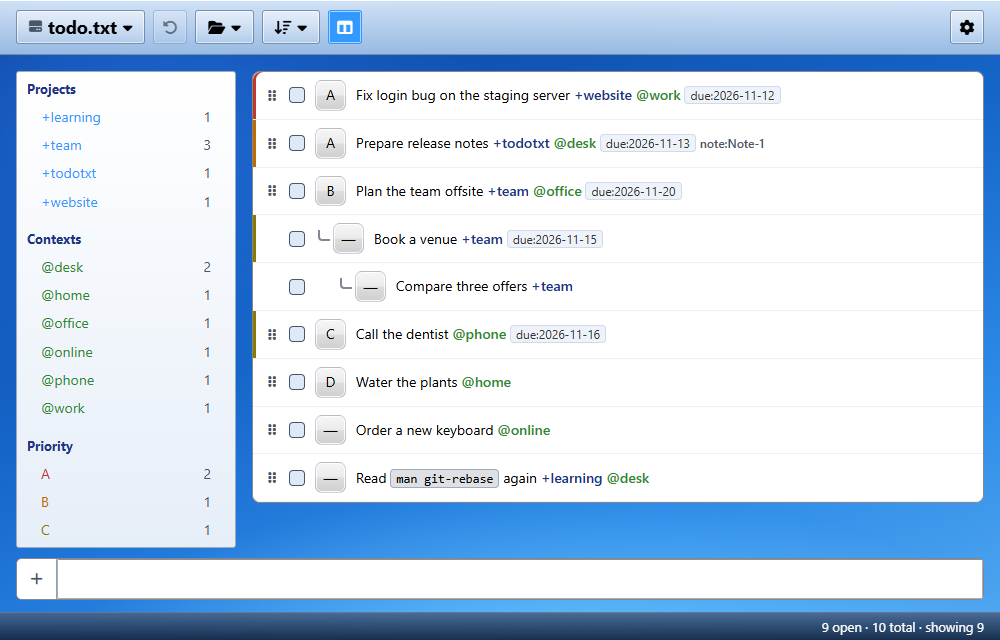 todo.txt
Projects
+learning 1
+team 3
+todotxt 1
+website 1
Contexts
@desk 2
@home 1
@office 1
@online 1
@phone 1
@work 1
Priority
A 2
B 1
C 1
A Fix login bug on the staging server +website @work due:2026-11-12
A Prepare release notes +todotxt @desk due:2026-11-13 note:Note-1
B Plan the team offsite +team @office due:2026-11-20
— Book a venue +team due:2026-11-15
— Compare three offers +team
C Call the dentist @phone due:2026-11-16
D Water the plants @home
— Order a new keyboard @online
— Read man git-rebase again +learning @desk
+
9 open · 10 total · showing 9